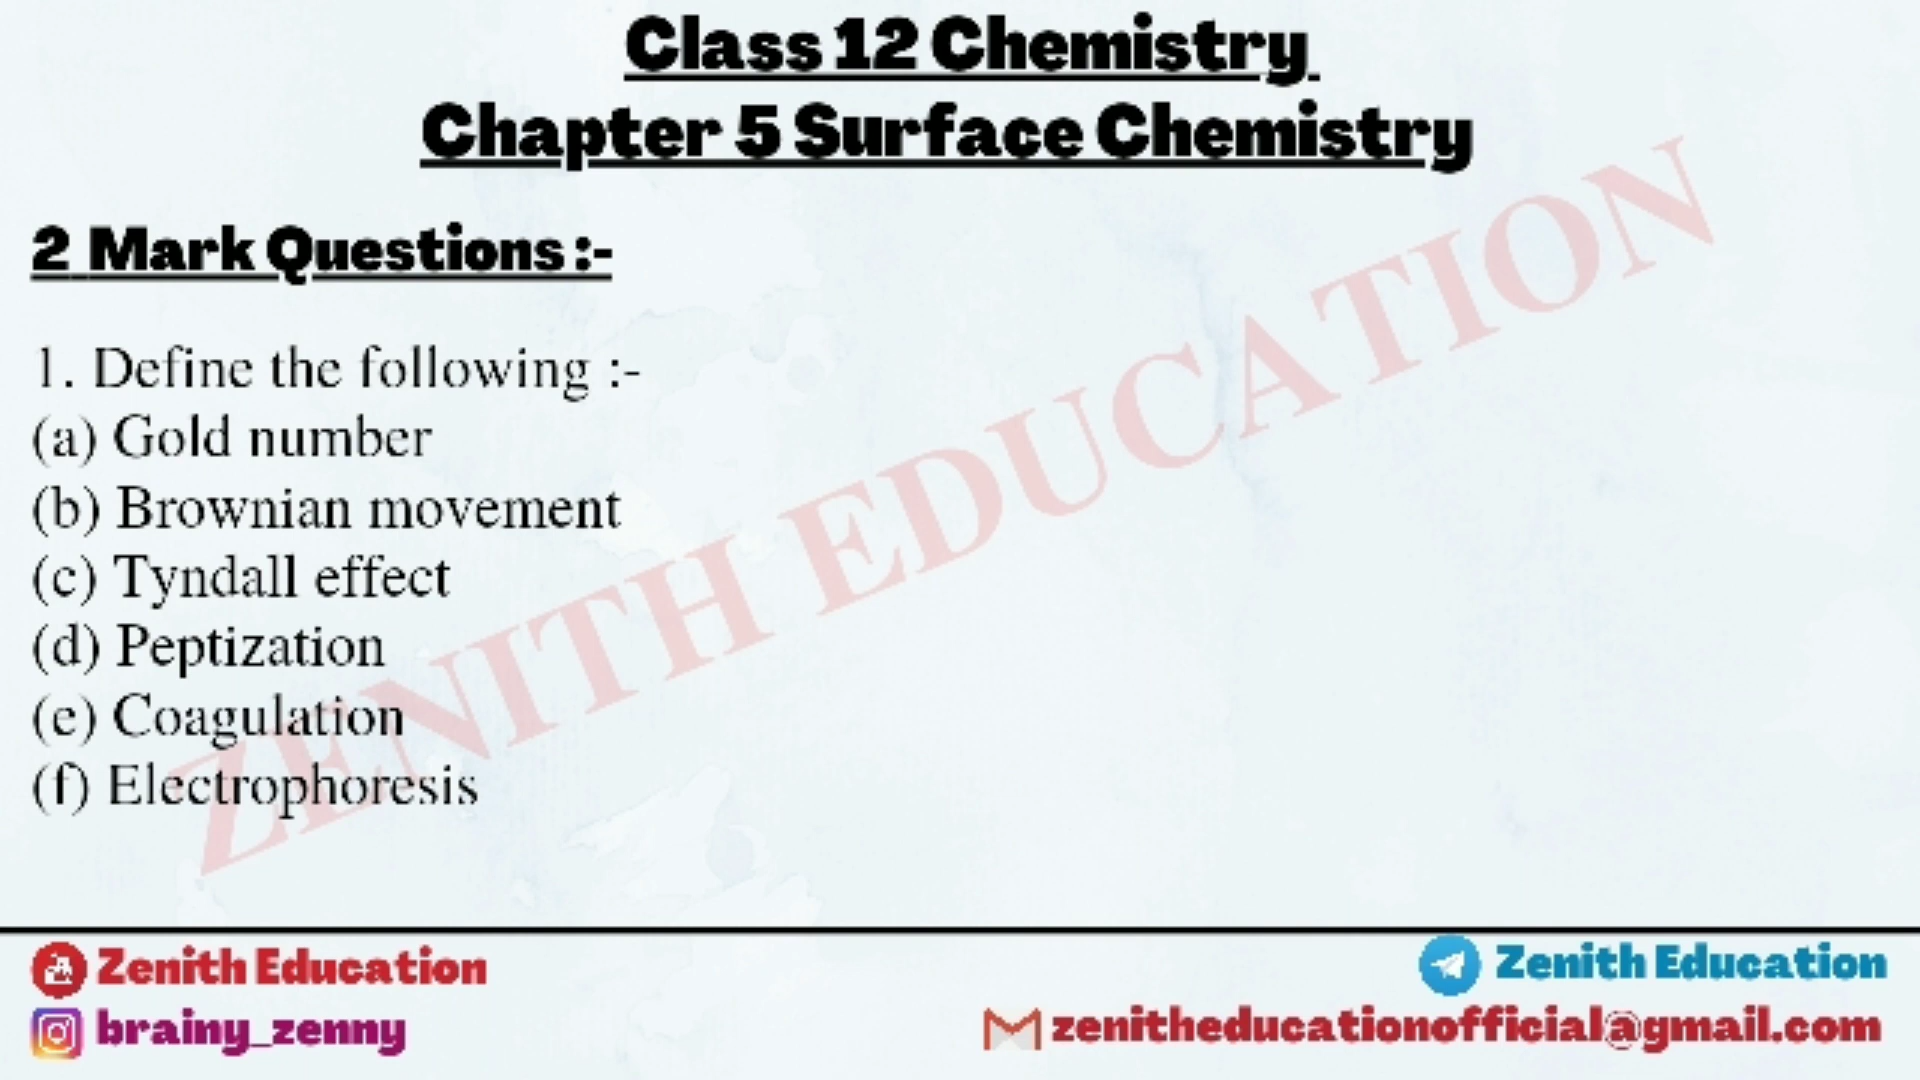 Class 12 Chemistry
Chapter 5 Surface Chemistry
2 Mark Questions :-
1. Define the following :-
(a) Gold number
(b) Brownian movement
(c) Tyndall effect
(d) Peptization
(e) Coagulation
(f) Electrophoresis
ZENITH EDUCATION
Zenith Education
Zenith Education
brainy_zenny
zenitheducationofficial@gmail.com